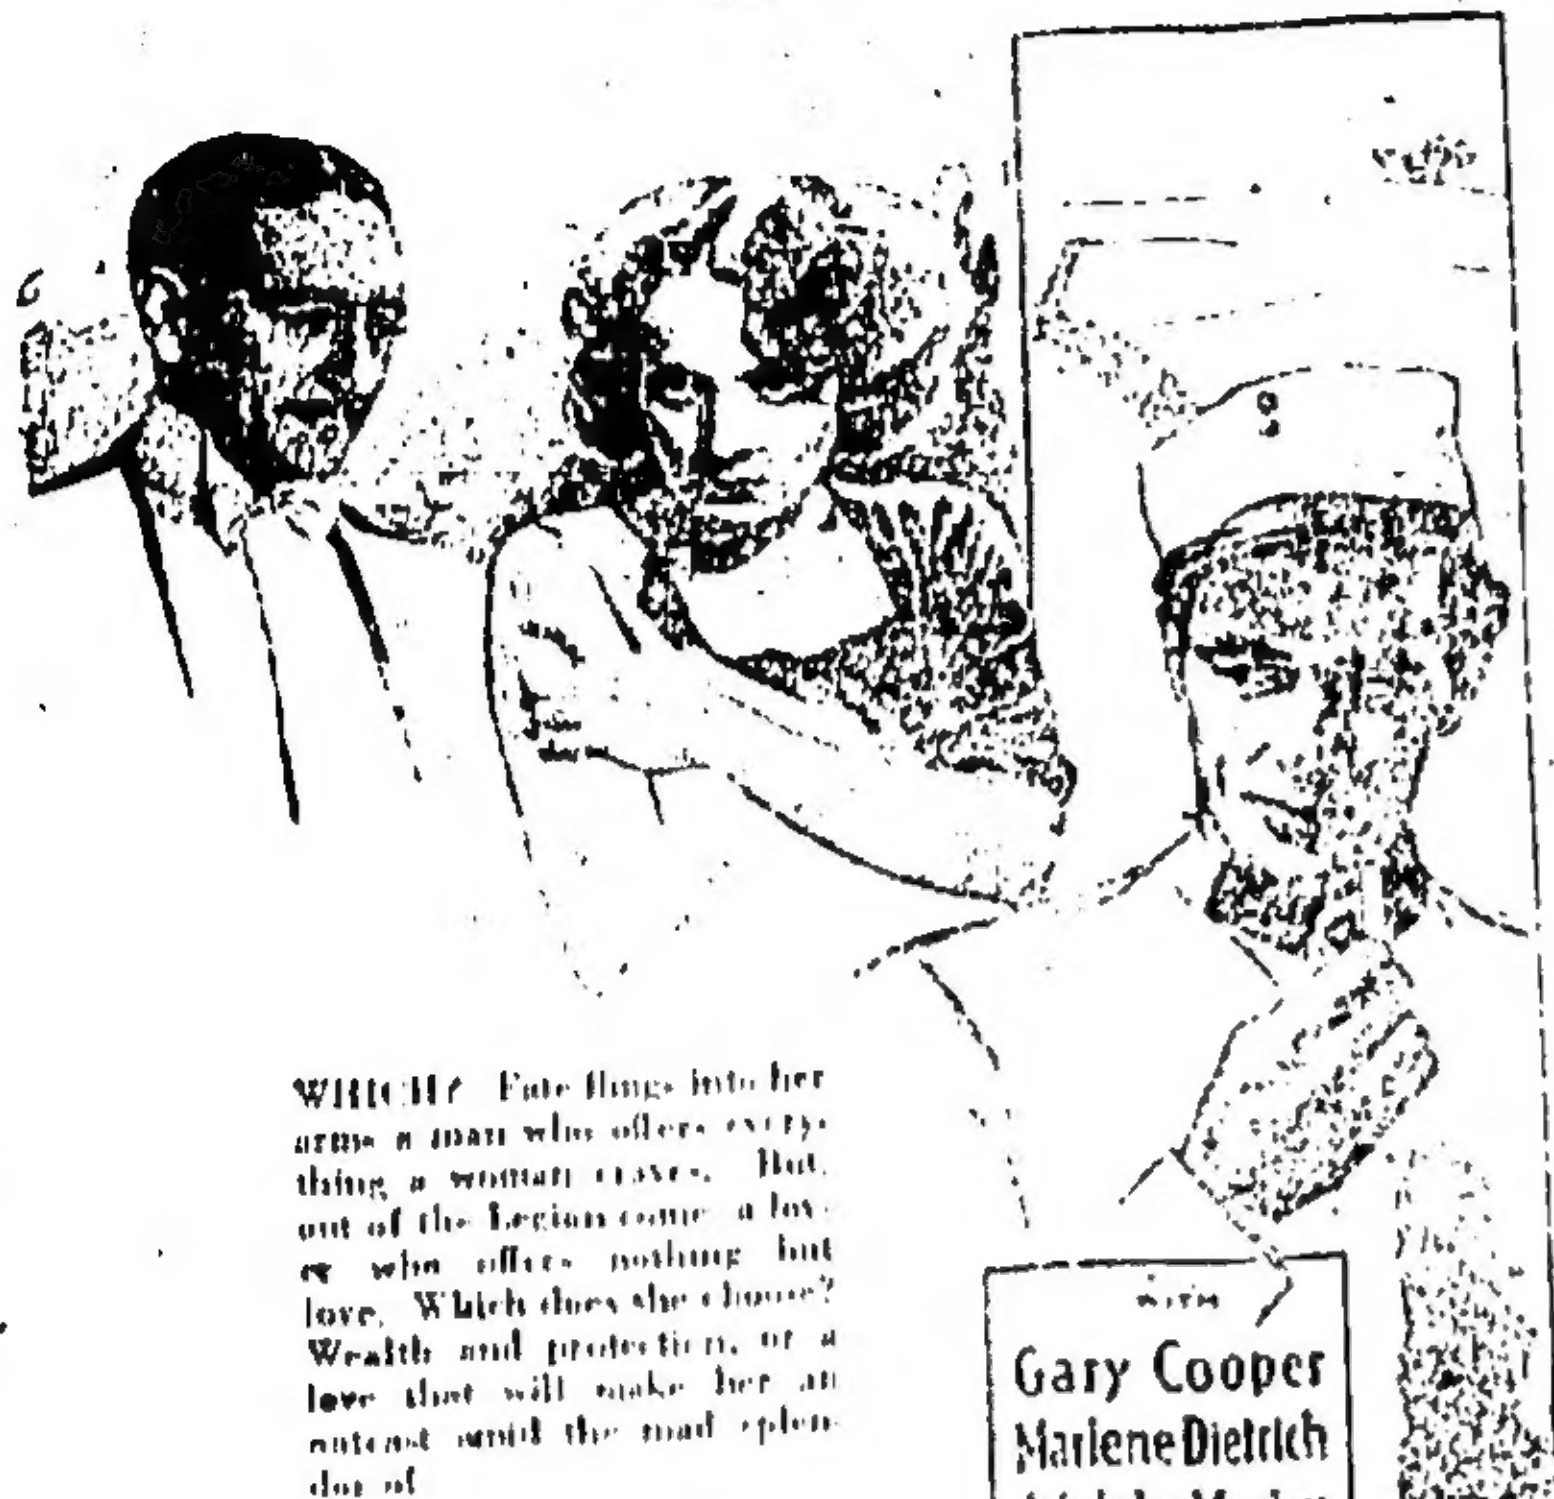 WHICH? Fate flings into her
arms a man who offers every-
thing a woman craves. But,
out of the Legion came a lov-
er who offers nothing but
love. Which does she choose?
Wealth and protection, or a
love that will make her an
outcast amid the mad splen-
dor of
WITH
Gary Cooper
Marlene Dietrich